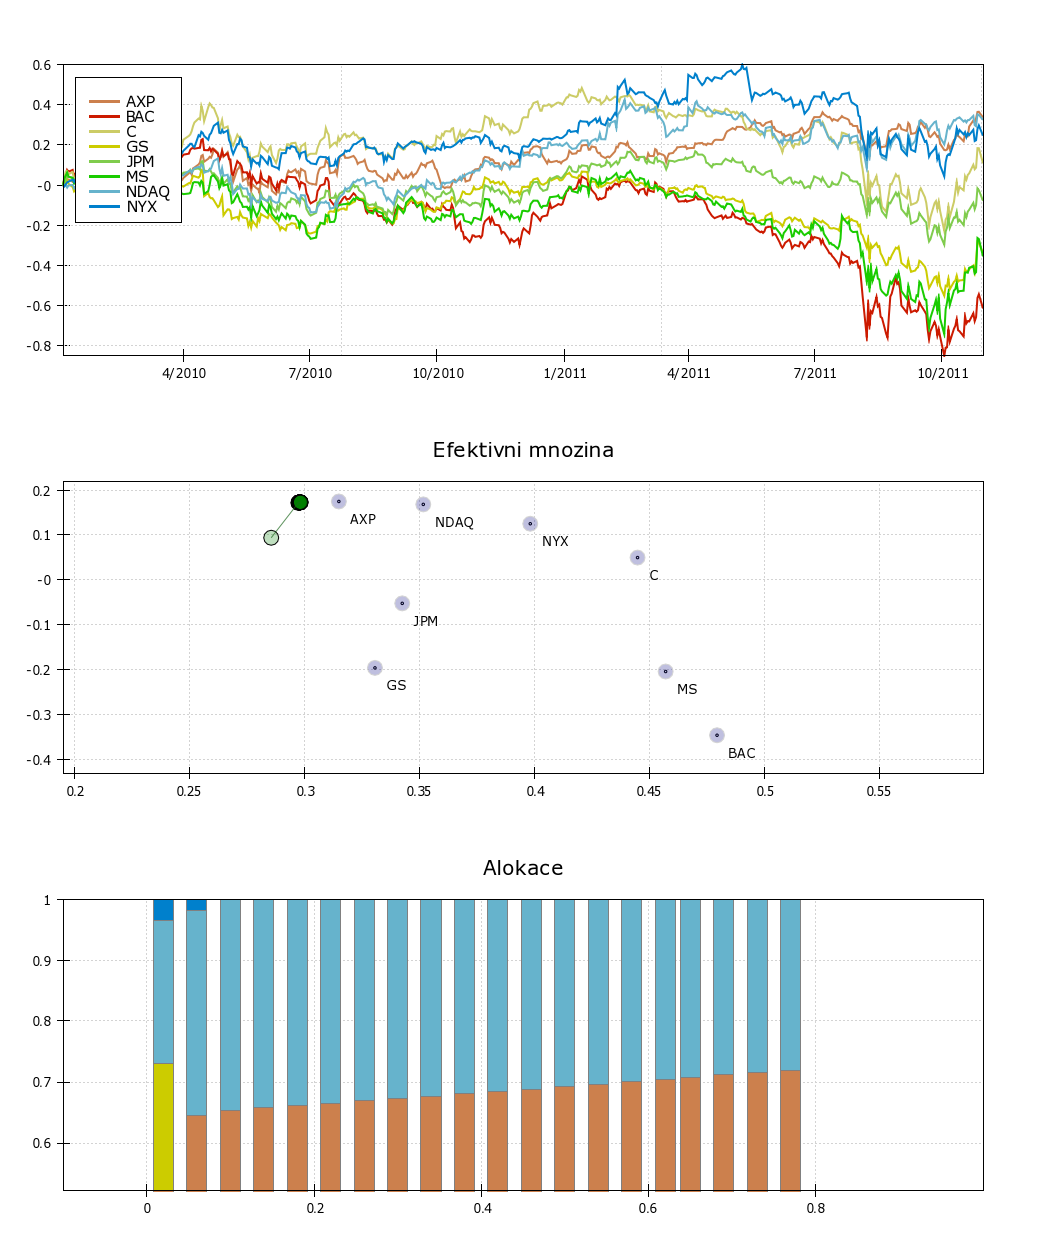 0.6
0.4
0.2
-0
-0.2
-0.4
-0.6
-0.8
AXP
BAC
C
GS
JPM
MS
NDAQ
NYX
4/2010 7/2010 10/2010 1/2011 4/2011 7/2011 10/2011
Efektivni mnozina
0.2
0.1
-0
-0.1
-0.2
-0.3
-0.4
AXP
NDAQ
NYX
C
JPM
GS
MS
BAC
0.2 0.25 0.3 0.35 0.4 0.45 0.5 0.55
Alokace
1
0.9
0.8
0.7
0.6
0 0.2 0.4 0.6 0.8